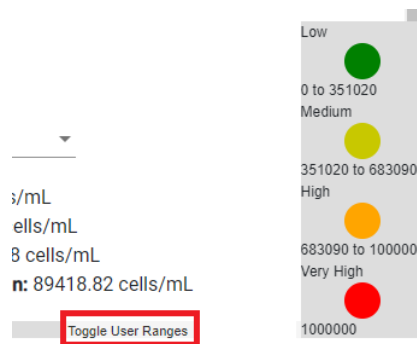 s/mL
ells/mL
8 cells/mL
n: 89418.82 cells/mL
Toggle User Ranges
Low
0 to 351020
Medium
351020 to 683090
High
683090 to 100000
Very High
1000000